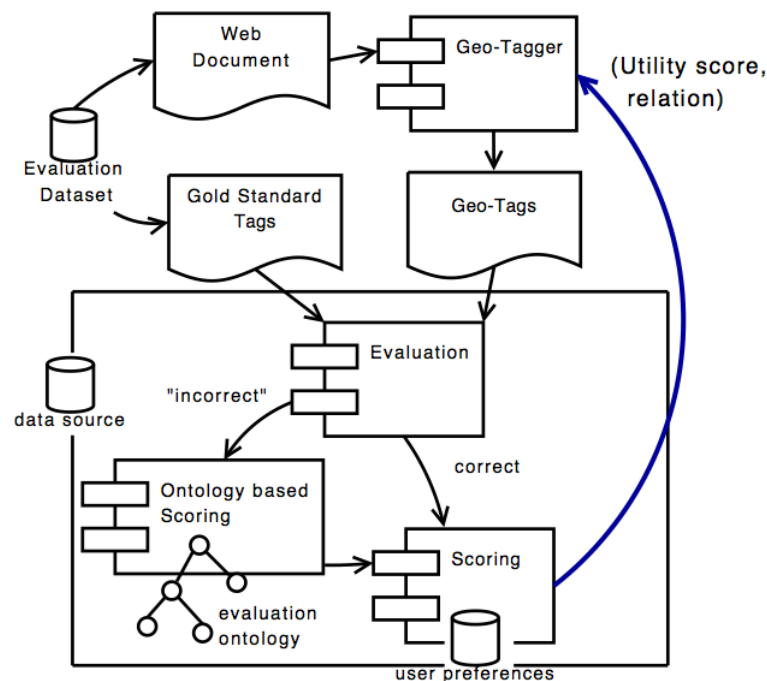 Web
Document
Geo-Tagger
(Utility score,
relation)
Evaluation
Dataset
Gold Standard
Tags
Geo-Tags
Evaluation
data source
"incorrect"
correct
Ontology based
Scoring
Scoring
evaluation
ontology
user preferences